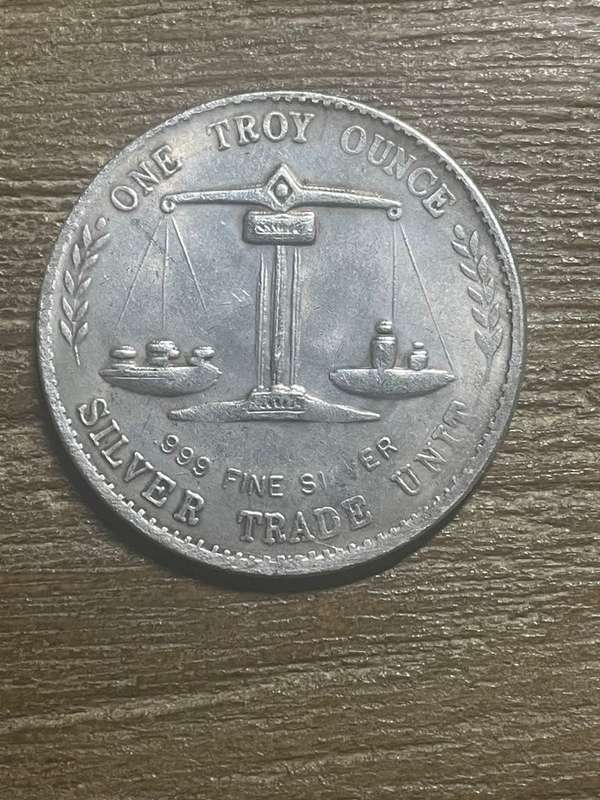 ONE TROY OUNCE
.999 FINE SILVER
SILVER TRADE UNIT